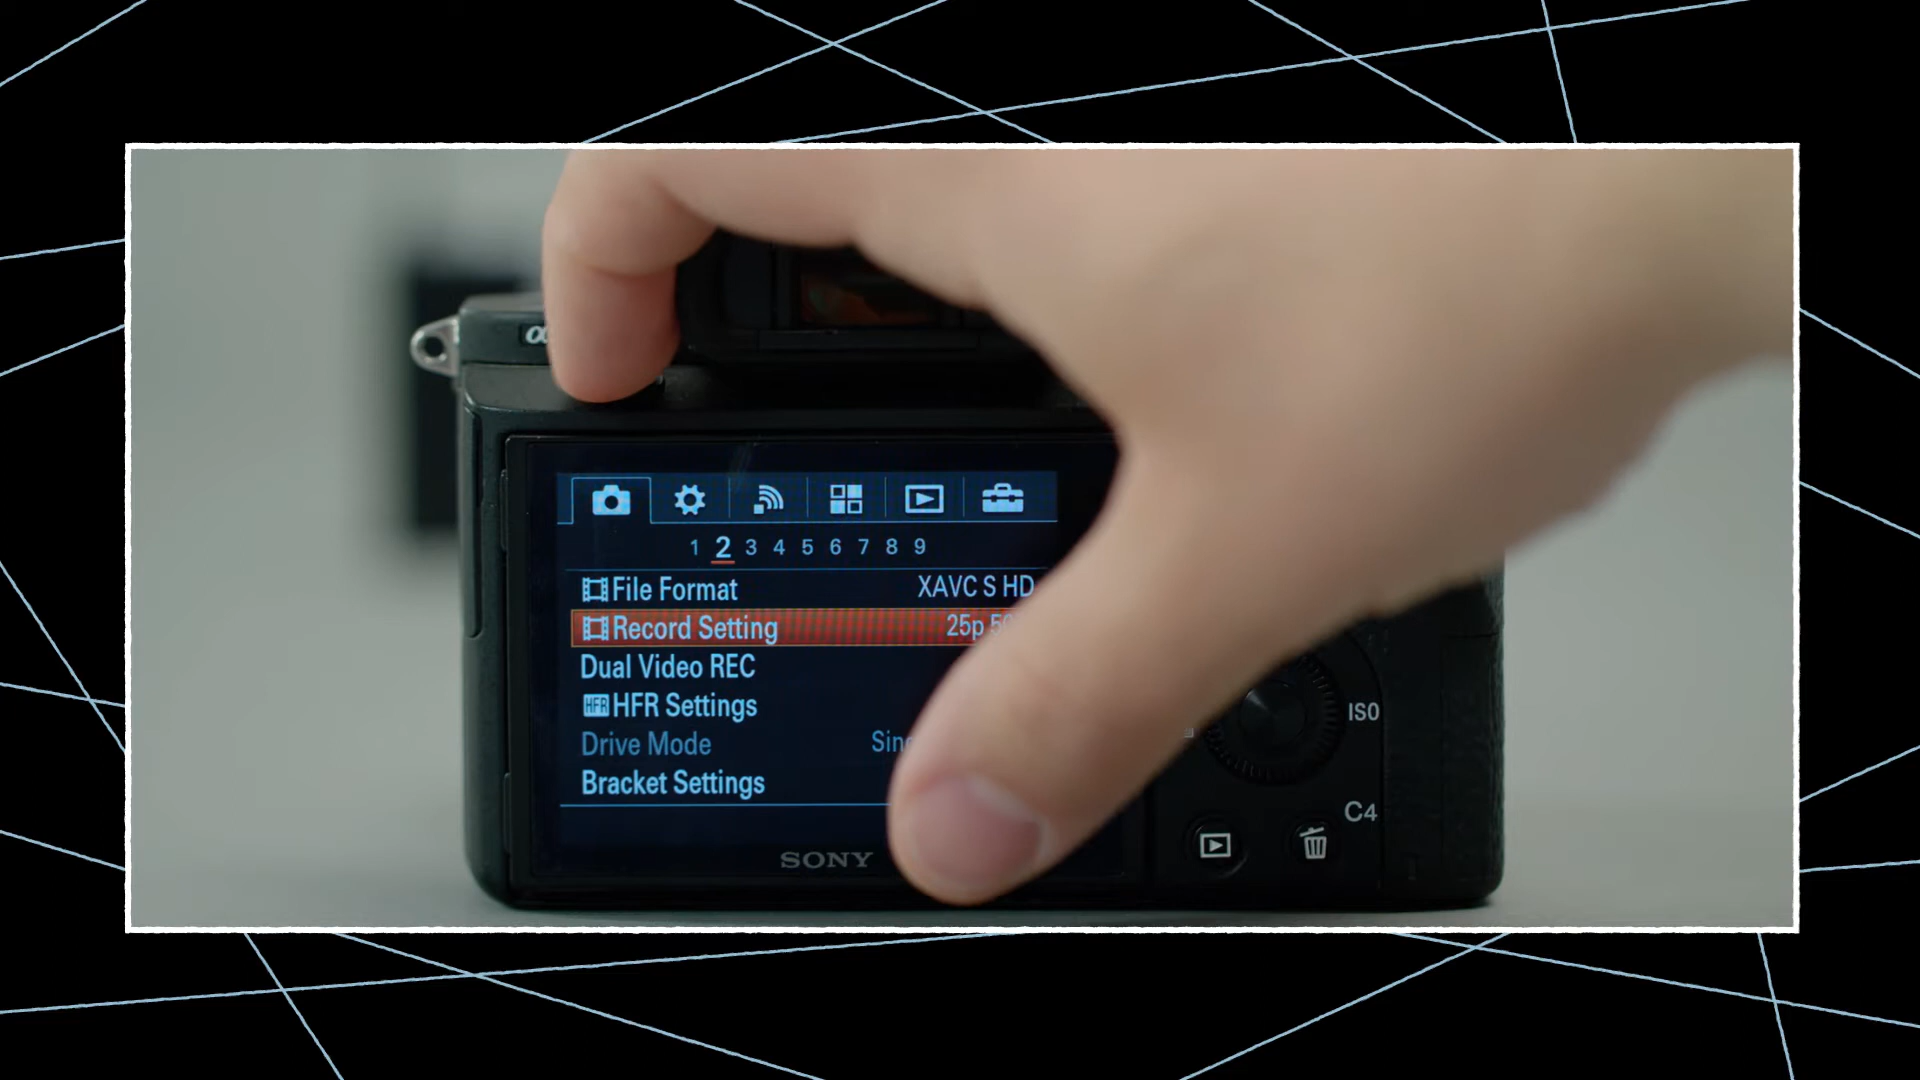 α
1 2 3 4 5 6 7 8 9
File Format XAVC S HD
Record Setting 25p
Dual Video REC
HFR HFR Settings
Drive Mode
Bracket Settings
SONY
ISO
C4